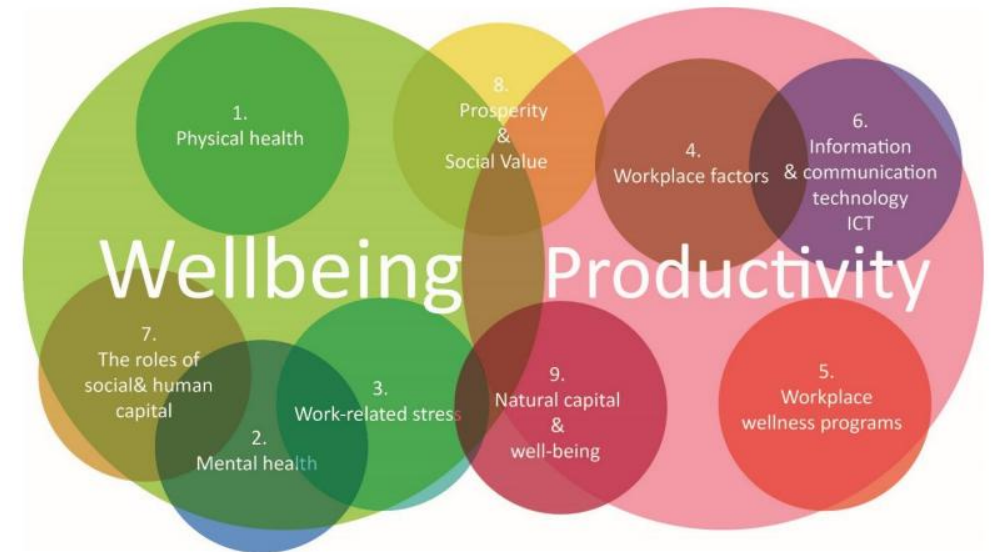 1.
Physical health
8.
Prosperity
&
Social Value
4.
Workplace factors
6.
Information
& communication
technology
ICT
Wellbeing
Productivity
7.
The roles of
social& human
capital
3.
Work-related stress
2.
Mental health
9.
Natural capital
&
well-being
5.
Workplace
wellness programs